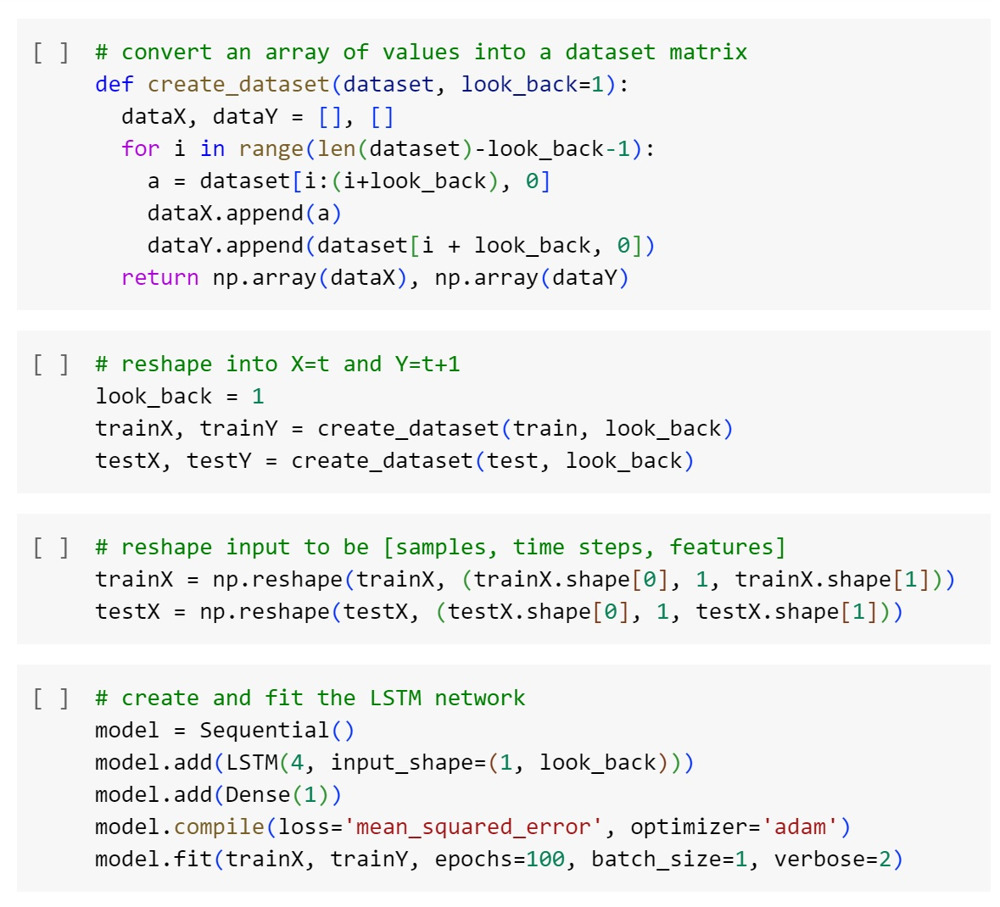 [ ] # convert an array of values into a dataset matrix
def create_dataset(dataset, look_back=1):
  dataX, dataY = [], []
  for i in range(len(dataset)-look_back-1):
    a = dataset[i:(i+look_back), 0]
    dataX.append(a)
    dataY.append(dataset[i + look_back, 0])
  return np.array(dataX), np.array(dataY)
[ ] # reshape into X=t and Y=t+1
look_back = 1
trainX, trainY = create_dataset(train, look_back)
testX, testY = create_dataset(test, look_back)
[ ] # reshape input to be [samples, time steps, features]
trainX = np.reshape(trainX, (trainX.shape[0], 1, trainX.shape[1]))
testX = np.reshape(testX, (testX.shape[0], 1, testX.shape[1]))
[ ] # create and fit the LSTM network
model = Sequential()
model.add(LSTM(4, input_shape=(1, look_back)))
model.add(Dense(1))
model.compile(loss='mean_squared_error', optimizer='adam')
model.fit(trainX, trainY, epochs=100, batch_size=1, verbose=2)